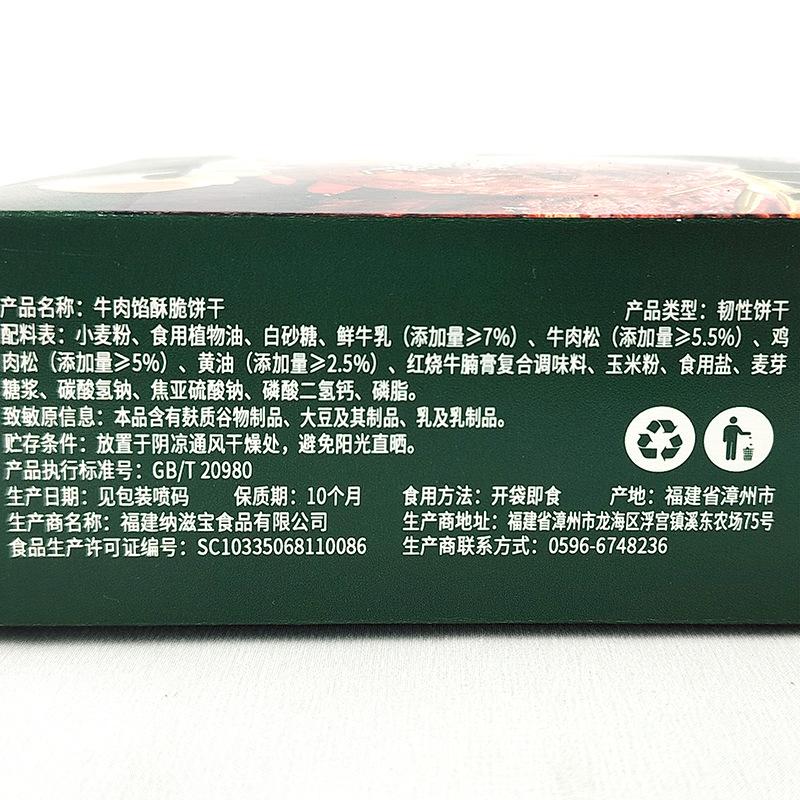 产品名称：牛肉馅酥脆饼干 产品类型：韧性饼干
配料表：小麦粉、食用植物油、白砂糖、鲜牛乳（添加量≥7%）、牛肉松（添加量≥5.5%）、鸡
肉松（添加量≥5%）、黄油（添加量≥2.5%）、红烧牛腩膏复合调味料、玉米粉、食用盐、麦芽
糖浆、碳酸氢钠、焦亚硫酸钠、磷酸二氢钙、磷脂。
致敏原信息：本品含有麸质谷物制品、大豆及其制品、乳及乳制品。
贮存条件：放置于阴凉通风干燥处，避免阳光直晒。
产品执行标准号：GB/T 20980
生产日期：见包装喷码 保质期：10个月 食用方法：开袋即食 产地：福建省漳州市
生产商名称：福建纳滋宝食品有限公司 生产商地址：福建省漳州市龙海区浮宫镇溪东农场75号
食品生产许可证编号：SC10335068110086 生产商联系方式：0596-6748236